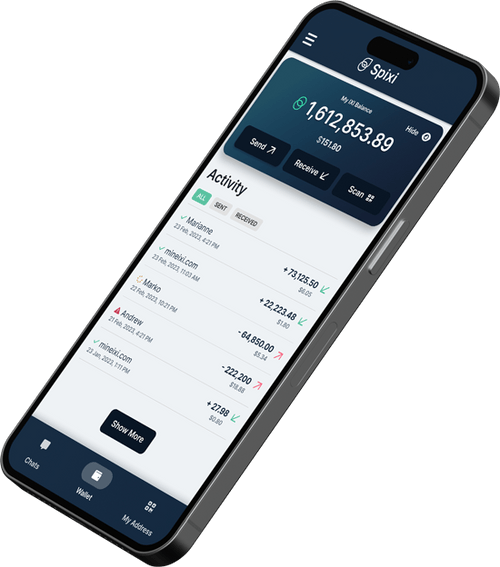 Spixi
My IXI Balance
Hide
1,612,853.89
$151.80
Send
Receive
Scan
Activity
ALL
SENT
RECEIVED
Marianne
+ 73,125.50
23 Feb, 2023, 4:21 PM
$6.05
mineixi.com
+ 22,223.48
23 Feb, 2023, 11:03 AM
$1.80
Marko
- 64,850.00
22 Feb, 2023, 10:21 PM
$5.34
Andrew
- 222,200
21 Feb, 2023, 4:21 PM
$18.88
mineixi.com
+ 27.98
23 Jan, 2023, 1:11 PM
$0.80
Show More
Chats
Wallet
My Address